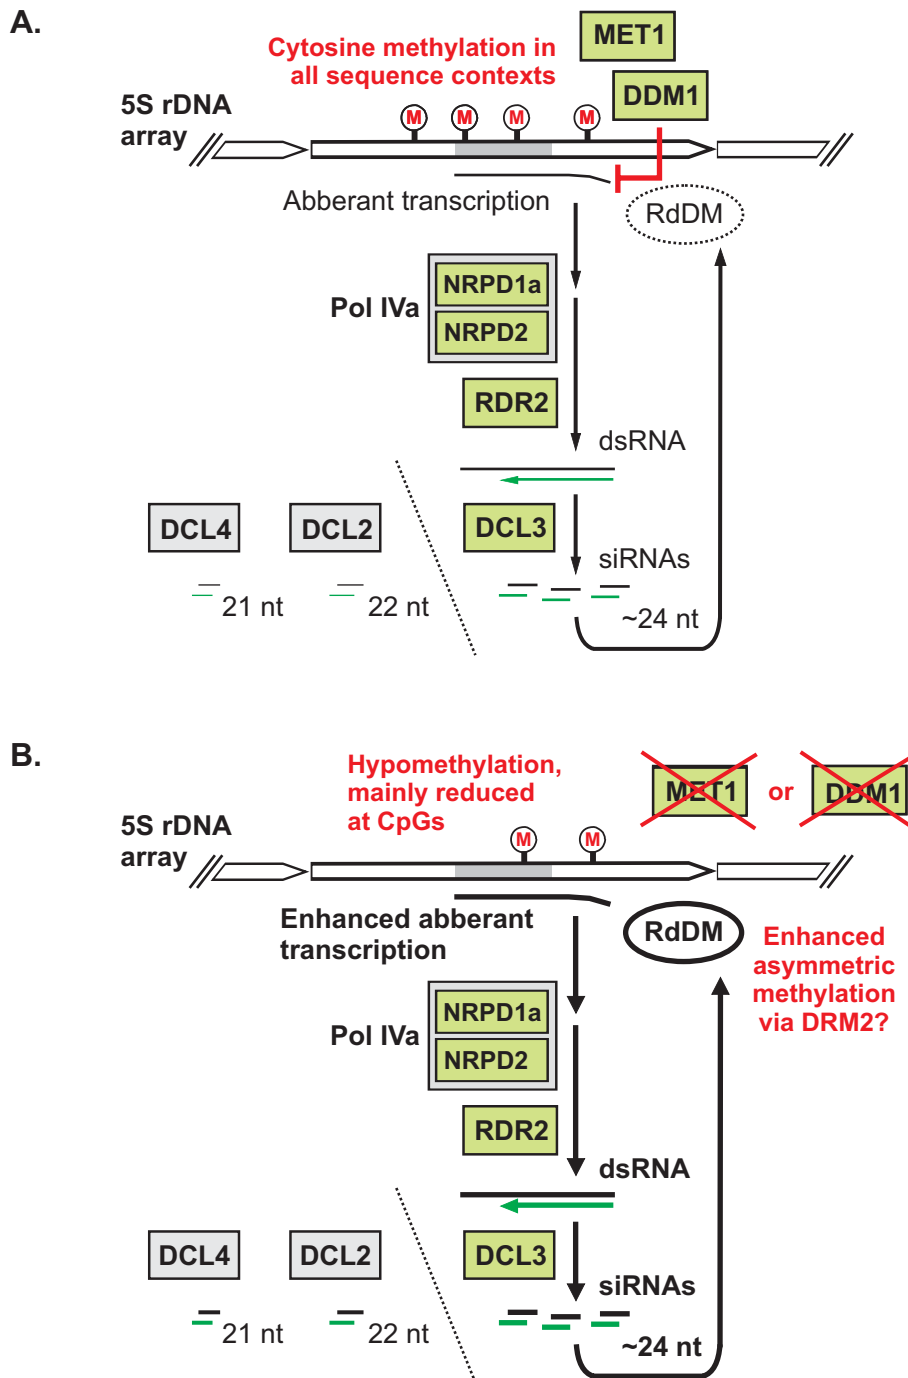 A.
MET1
Cytosine methylation in
all sequence contexts
DDM1
5S rDNA
array
M
M
M
M
Abberant transcription
RdDM
Pol IVa
NRPD1a
NRPD2
RDR2
dsRNA
DCL4
DCL2
DCL3
siRNAs
21 nt
22 nt
~24 nt
B.
Hypomethylation,
mainly reduced
at CpGs
MET1
or
DDM1
5S rDNA
array
M
M
Enhanced abberant
transcription
RdDM
Enhanced
asymmetric
methylation
via DRM2?
Pol IVa
NRPD1a
NRPD2
RDR2
dsRNA
DCL4
DCL2
DCL3
siRNAs
21 nt
22 nt
~24 nt